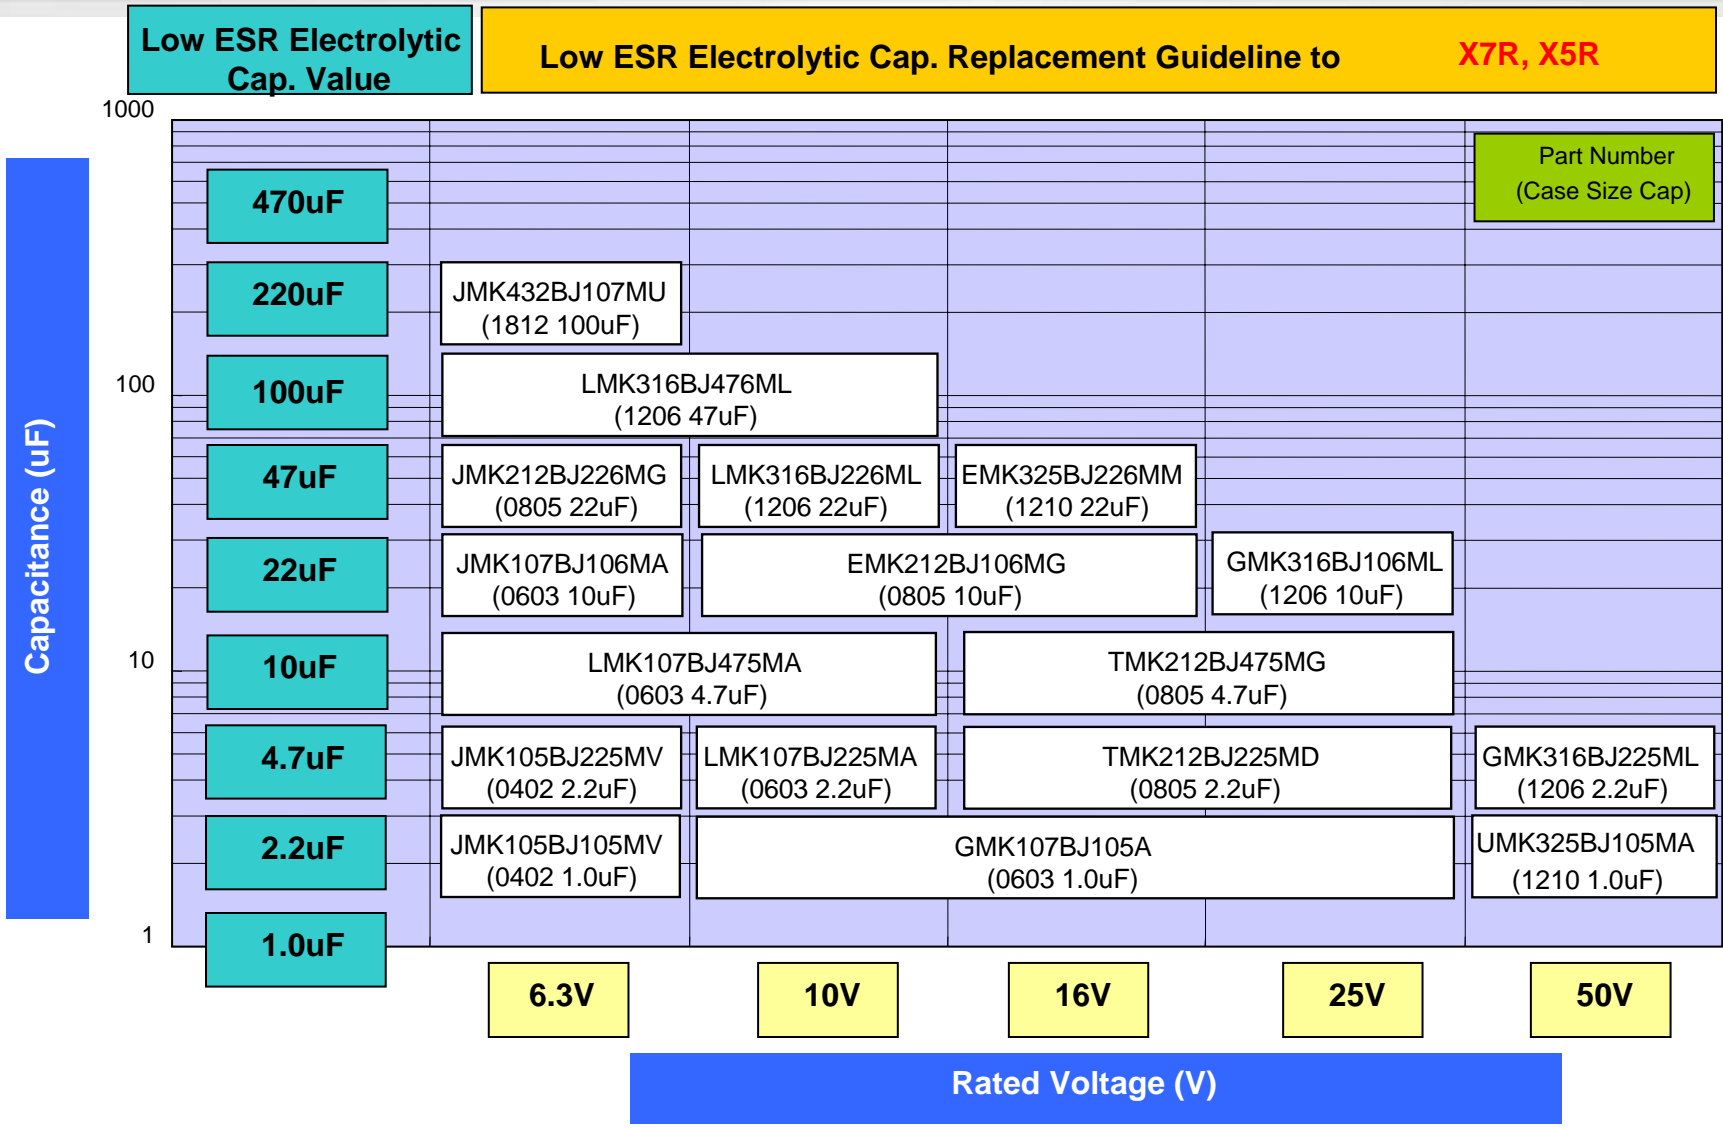 Low ESR Electrolytic
Cap. Value
Low ESR Electrolytic Cap. Replacement Guideline to X7R, X5R
1000
Part Number
(Case Size Cap)
470uF
220uF
JMK432BJ107MU
(1812 100uF)
100
100uF
LMK316BJ476ML
(1206 47uF)
Capacitance (uF)
47uF
JMK212BJ226MG
(0805 22uF)
LMK316BJ226ML
(1206 22uF)
EMK325BJ226MM
(1210 22uF)
22uF
JMK107BJ106MA
(0603 10uF)
EMK212BJ106MG
(0805 10uF)
GMK316BJ106ML
(1206 10uF)
10
10uF
LMK107BJ475MA
(0603 4.7uF)
TMK212BJ475MG
(0805 4.7uF)
4.7uF
JMK105BJ225MV
(0402 2.2uF)
LMK107BJ225MA
(0603 2.2uF)
TMK212BJ225MD
(0805 2.2uF)
GMK316BJ225ML
(1206 2.2uF)
2.2uF
JMK105BJ105MV
(0402 1.0uF)
GMK107BJ105A
(0603 1.0uF)
UMK325BJ105MA
(1210 1.0uF)
1
1.0uF
6.3V
10V
16V
25V
50V
Rated Voltage (V)